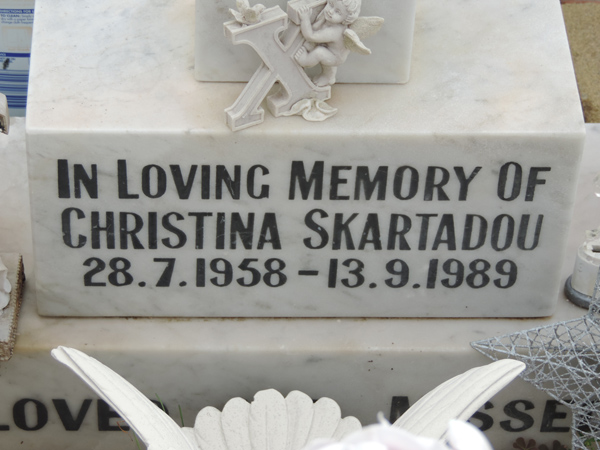 X
IN LOVING MEMORY OF
CHRISTINA SKARTADOU
28.7.1958 – 13.9.1989